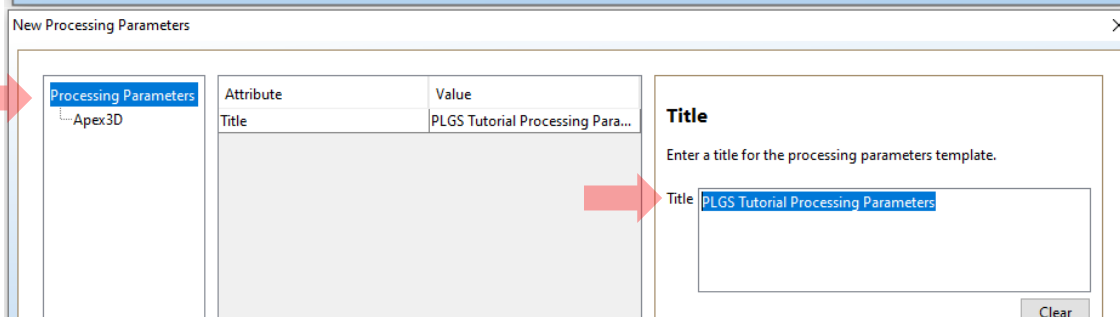 New Processing Parameters
Processing Parameters
Apex3D
Attribute Value
Title PLGS Tutorial Processing Para...
Title
Enter a title for the processing parameters template.
Title PLGS Tutorial Processing Parameters
Clear